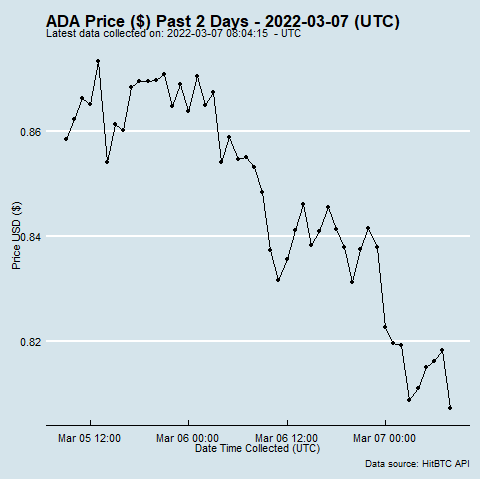 ADA Price ($) Past 2 Days - 2022-03-07 (UTC)
Latest data collected on: 2022-03-07 08:04:15 - UTC
0.86
0.84
0.82
Price USD ($)
Mar 05 12:00 Mar 06 00:00 Mar 06 12:00 Mar 07 00:00
Date Time Collected (UTC)
Data source: HitBTC API